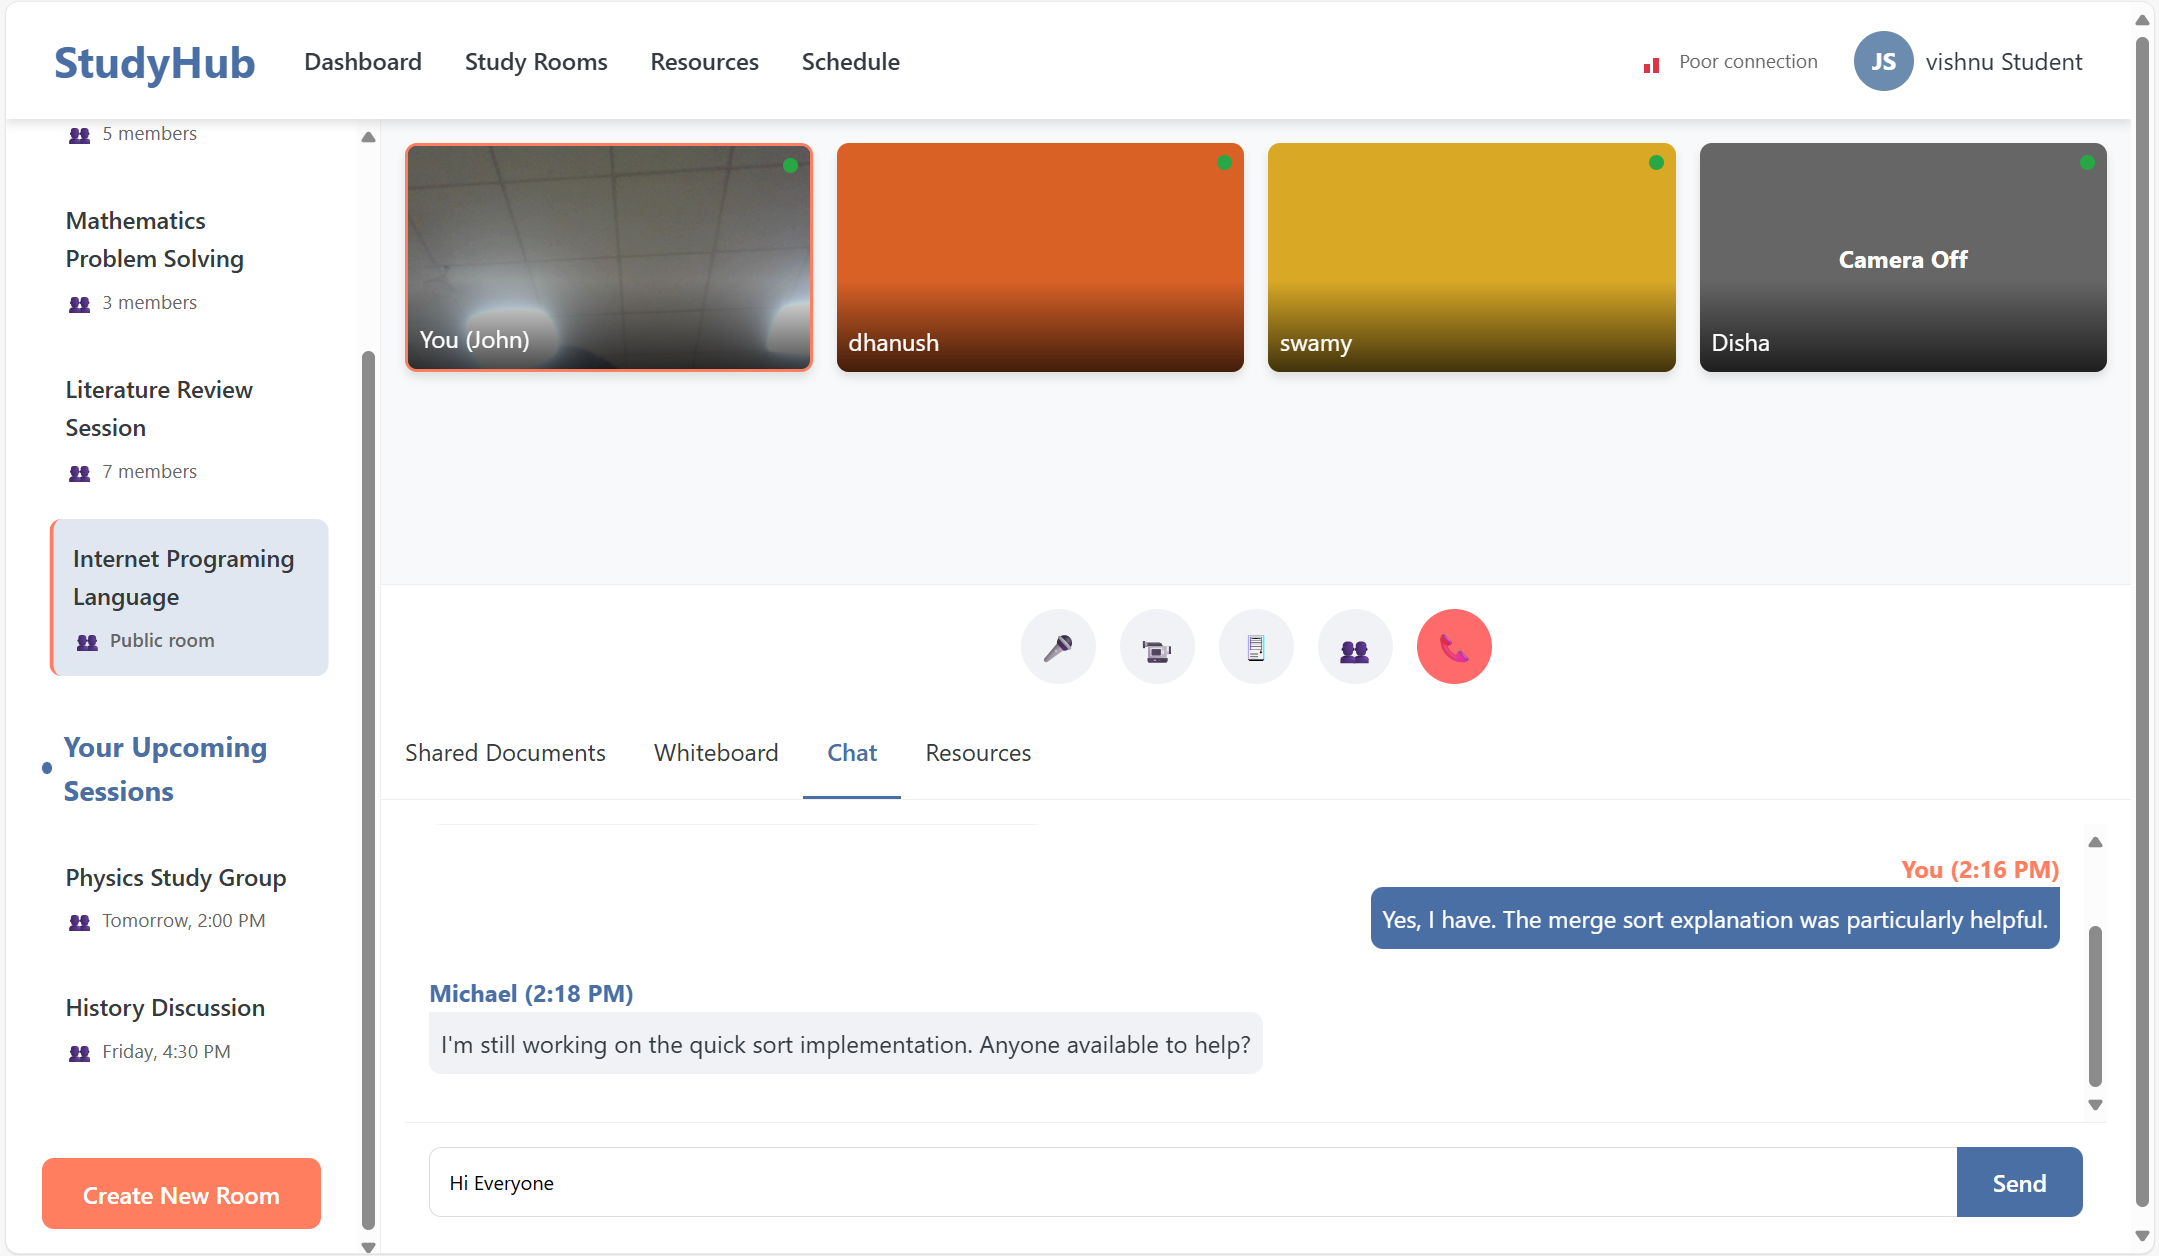 StudyHub
Dashboard
Study Rooms
Resources
Schedule
Poor connection
JS
vishnu Student
5 members
Mathematics
Problem Solving
3 members
Literature Review
Session
7 members
Internet Programing
Language
Public room
Your Upcoming
Sessions
Physics Study Group
Tomorrow, 2:00 PM
History Discussion
Friday, 4:30 PM
Create New Room
You (John)
dhanush
swamy
Camera Off
Disha
Shared Documents
Whiteboard
Chat
Resources
You (2:16 PM)
Yes, I have. The merge sort explanation was particularly helpful.
Michael (2:18 PM)
I'm still working on the quick sort implementation. Anyone available to help?
Hi Everyone
Send